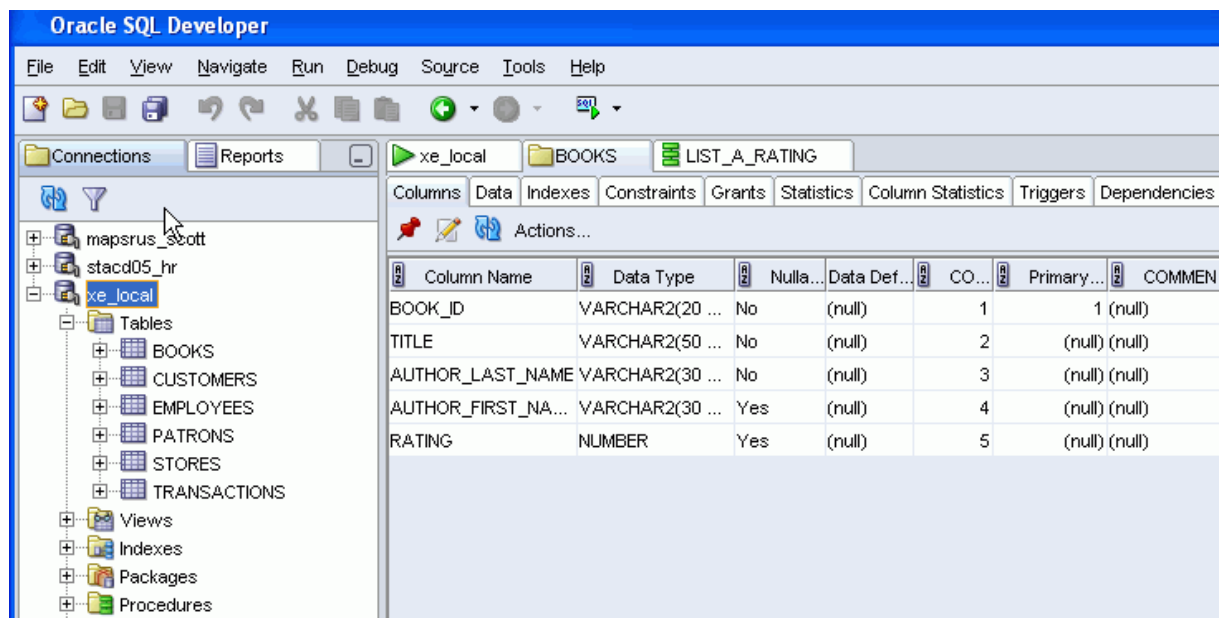 Oracle SQL Developer
File Edit View Navigate Run Debug Source Tools Help
Connections Reports
xe_local BOOKS LIST_A_RATING
Columns Data Indexes Constraints Grants Statistics Column Statistics Triggers Dependencies
Actions...
mapsrus_scott
stacd05_hr
xe_local
Tables
BOOKS
CUSTOMERS
EMPLOYEES
PATRONS
STORES
TRANSACTIONS
Views
Indexes
Packages
Procedures
Column Name Data Type Nulla... Data Def... CO... Primary... COMMEN
BOOK_ID VARCHAR2(20 ... No (null) 1 1 (null)
TITLE VARCHAR2(50 ... No (null) 2 (null) (null)
AUTHOR_LAST_NAME VARCHAR2(30 ... No (null) 3 (null) (null)
AUTHOR_FIRST_NA... VARCHAR2(30 ... Yes (null) 4 (null) (null)
RATING NUMBER Yes (null) 5 (null) (null)